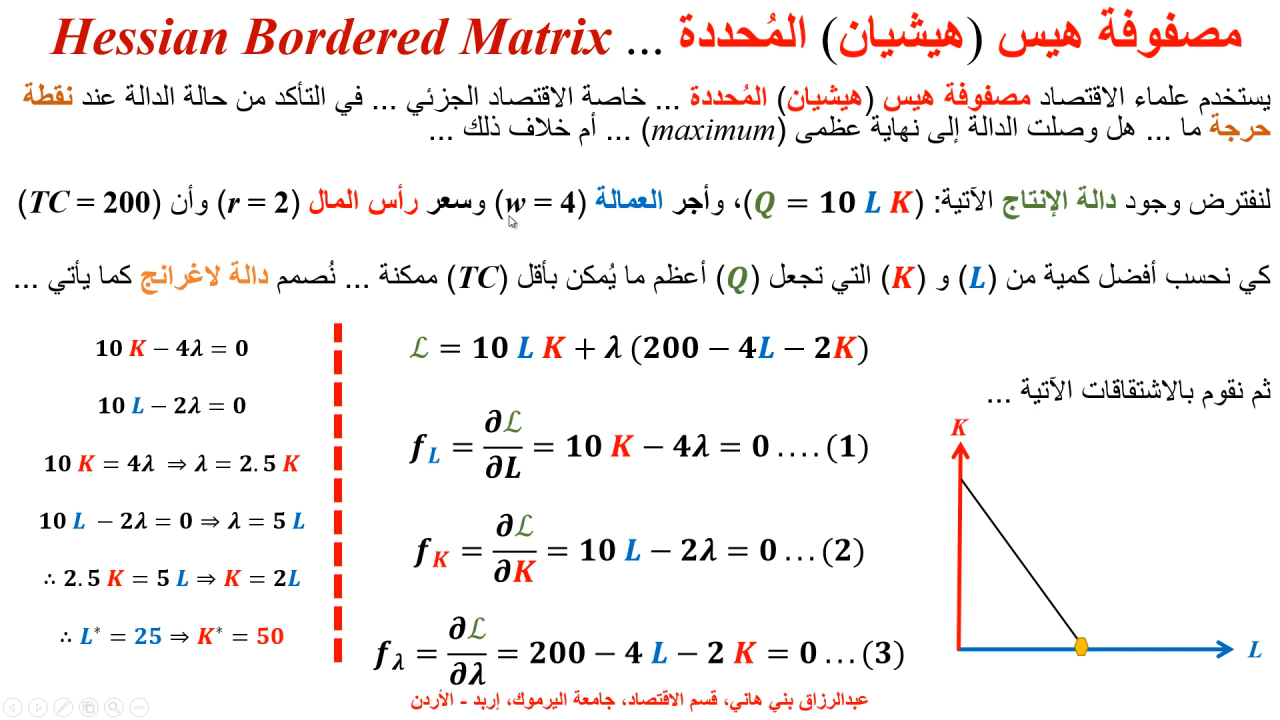 مصفوفة هيس (هيشيان) المُحددة ... Hessian Bordered Matrix
يستخدم علماء الاقتصاد مصفوفة هيس (هيشيان) المُحددة ... خاصة الاقتصاد الجزئي ... في التأكد من حالة الدالة عند نقطة
حرجة ما ... هل وصلت الدالة إلى نهاية عظمى (maximum) ... أم خلاف ذلك ...
لنفترض وجود دالة الإنتاج الآتية: (Q = 10 L K)، وأجر العمالة (w = 4) وسعر رأس المال (r = 2) وأن (TC = 200)
كي نحسب أفضل كمية من (L) و (K) التي تجعل (Q) أعظم ما يُمكن بأقل (TC) ممكنة ... نُصمم دالة لاغرانج كما يأتي ...
ℒ = 10 L K + λ (200 − 4L − 2K)
ثم نقوم بالاشتقاقات الآتية ...
f_L = ∂ℒ/∂L = 10 K − 4λ = 0 .... (1)
f_K = ∂ℒ/∂K = 10 L − 2λ = 0 ... (2)
f_λ = ∂ℒ/∂λ = 200 − 4 L − 2 K = 0 ... (3)
10 K − 4λ = 0
10 L − 2λ = 0
10 K = 4λ ⇒ λ = 2.5 K
10 L − 2λ = 0 ⇒ λ = 5 L
∴ 2.5 K = 5 L ⇒ K = 2L
∴ L* = 25 ⇒ K* = 50
K
L
عبدالرزاق بني هاني، قسم الاقتصاد، جامعة اليرموك، إربد - الأردن